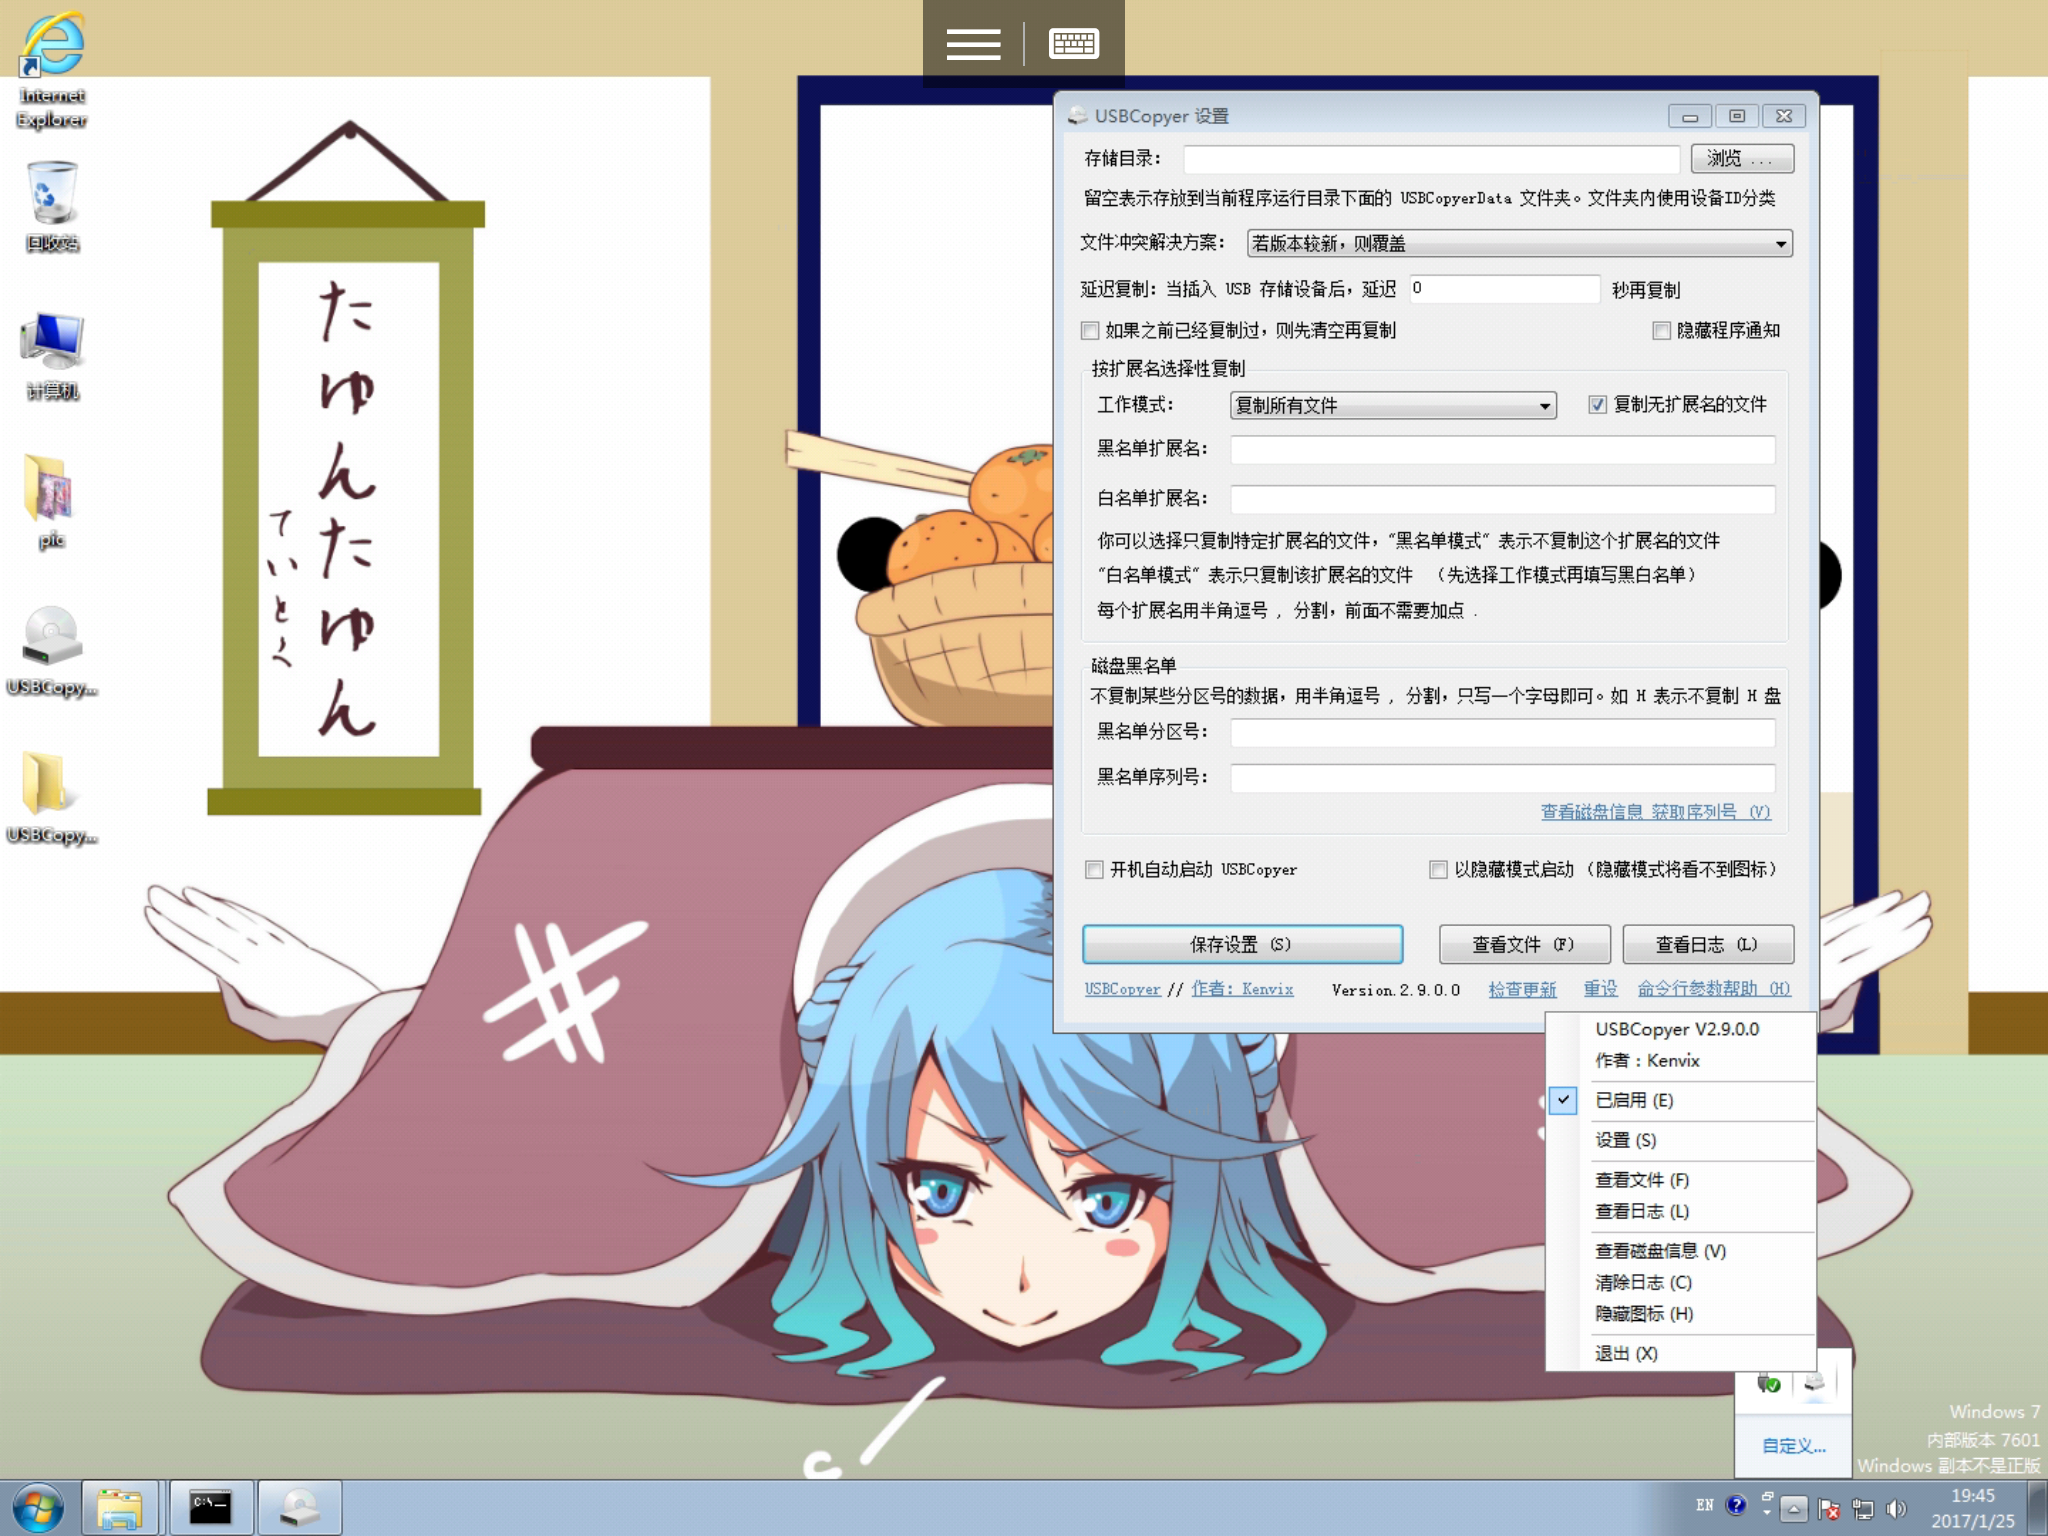 Internet
Explorer
回收站
计算机
pic
USBCopy...
USBCopy...
たゆんたゆん
ていとくへ
USBCopyer 设置
存储目录：
浏览 ...
留空表示存放到当前程序运行目录下面的 USBCopyerData 文件夹。文件夹内使用设备ID分类
文件冲突解决方案：
若版本较新，则覆盖
延迟复制：当插入 USB 存储设备后，延迟 0 秒再复制
如果之前已经复制过，则先清空再复制
隐藏程序通知
按扩展名选择性复制
工作模式：
复制所有文件
复制无扩展名的文件
黑名单扩展名：
白名单扩展名：
你可以选择只复制特定扩展名的文件，"黑名单模式" 表示不复制这个扩展名的文件
"白名单模式" 表示只复制该扩展名的文件 （先选择工作模式再填写黑白名单）
每个扩展名用半角逗号 , 分割，前面不需要加点 .
磁盘黑名单
不复制某些分区号的数据，用半角逗号 , 分割，只写一个字母即可。如 H 表示不复制 H 盘
黑名单分区号：
黑名单序列号：
查看磁盘信息 获取序列号 (V)
开机自动启动 USBCopyer
以隐藏模式启动 （隐藏模式将看不到图标）
保存设置 (S)
查看文件 (F)
查看日志 (L)
USBCopyer // 作者：Kenvix
Version.2.9.0.0
检查更新
重设
命令行参数帮助 (H)
USBCopyer V2.9.0.0
作者：Kenvix
已启用 (E)
设置 (S)
查看文件 (F)
查看日志 (L)
查看磁盘信息 (V)
清除日志 (C)
隐藏图标 (H)
退出 (X)
自定义...
Windows 7
内部版本 7601
Windows 副本不是正版
C:\_
EN
19:45
2017/1/25